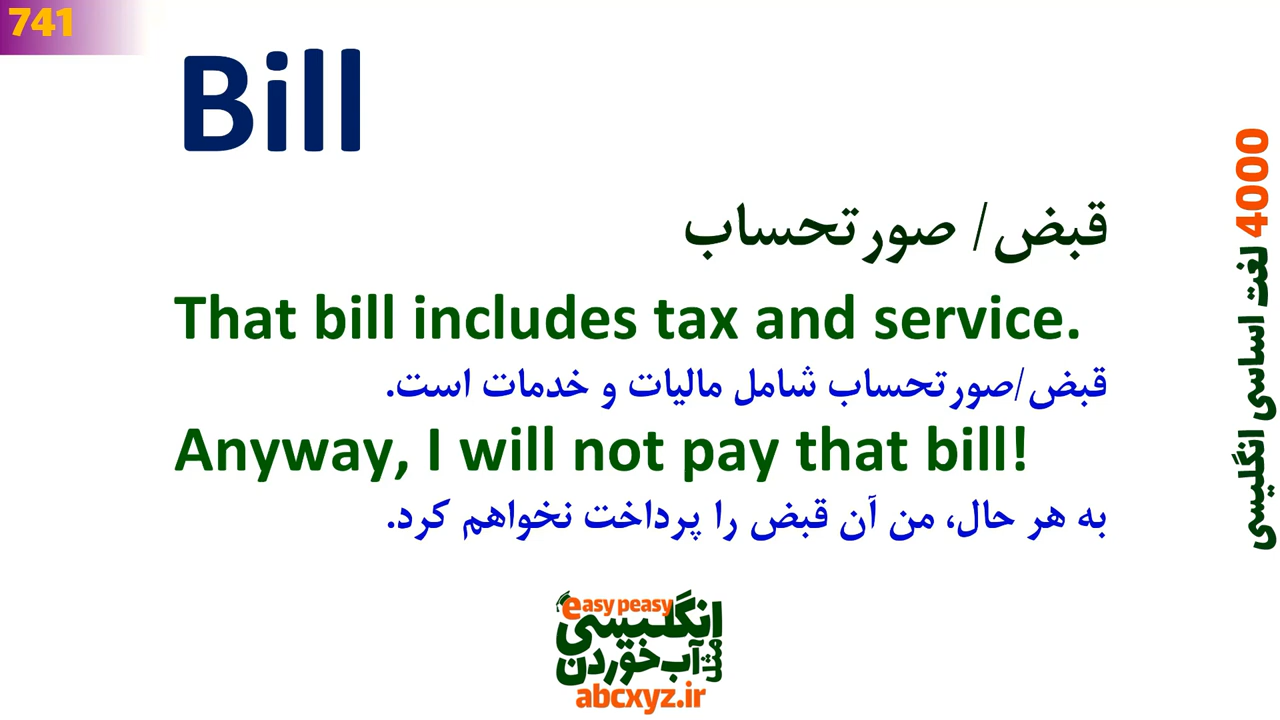 741
Bill
قبض/ صورتحساب
That bill includes tax and service.
قبض/صورتحساب شامل مالیات و خدمات است.
Anyway, I will not pay that bill!
به هر حال، من آن قبض را پرداخت نخواهم کرد.
4000 لغت اساسی انگلیسی
easy peasy
انگلیسی
مثل آب خوردن
abcxyz.ir